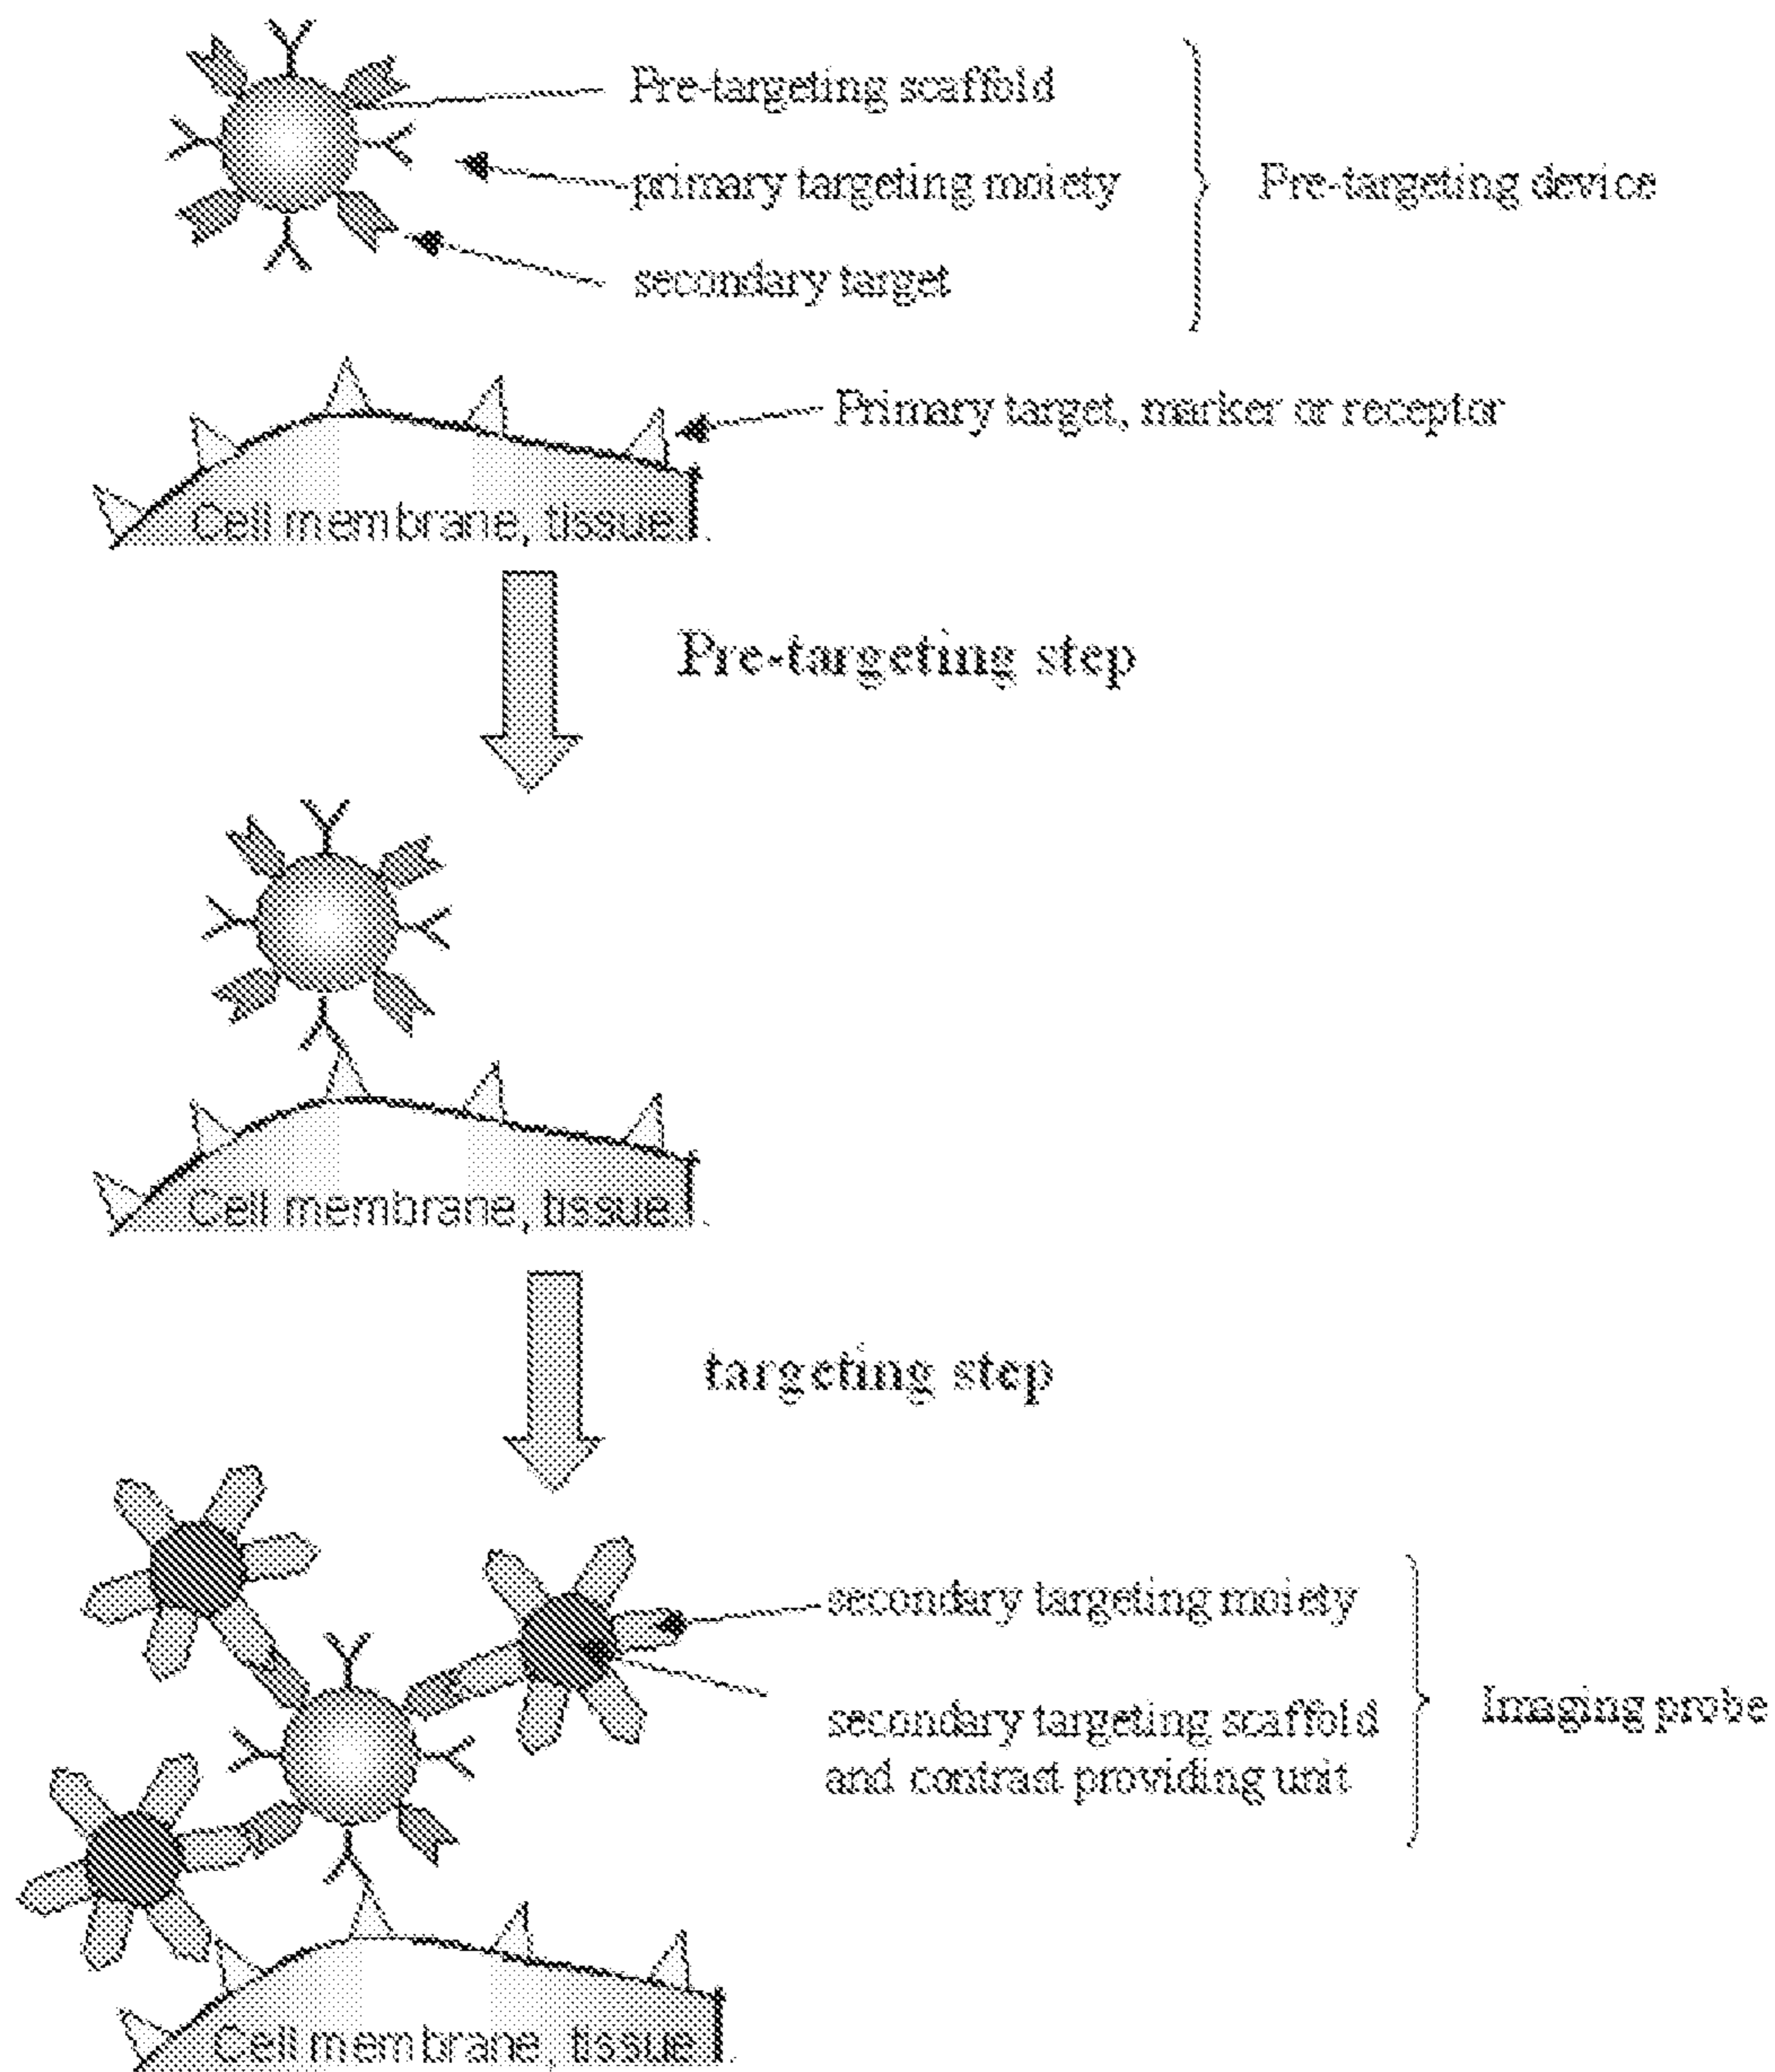 Pre-targeting scaffold
primary targeting moiety
Pre-targeting device
secondary target
Primary target, marker or receptor
Cell membrane, tissue
Pre-targeting step
Cell membrane, tissue
targeting step
secondary targeting moiety
secondary targeting scaffold
and contrast providing unit
Imaging probe
Cell membrane, tissue